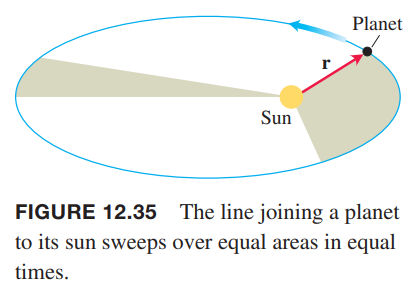 Planet
r
Sun
FIGURE 12.35 The line joining a planet
to its sun sweeps over equal areas in equal
times.